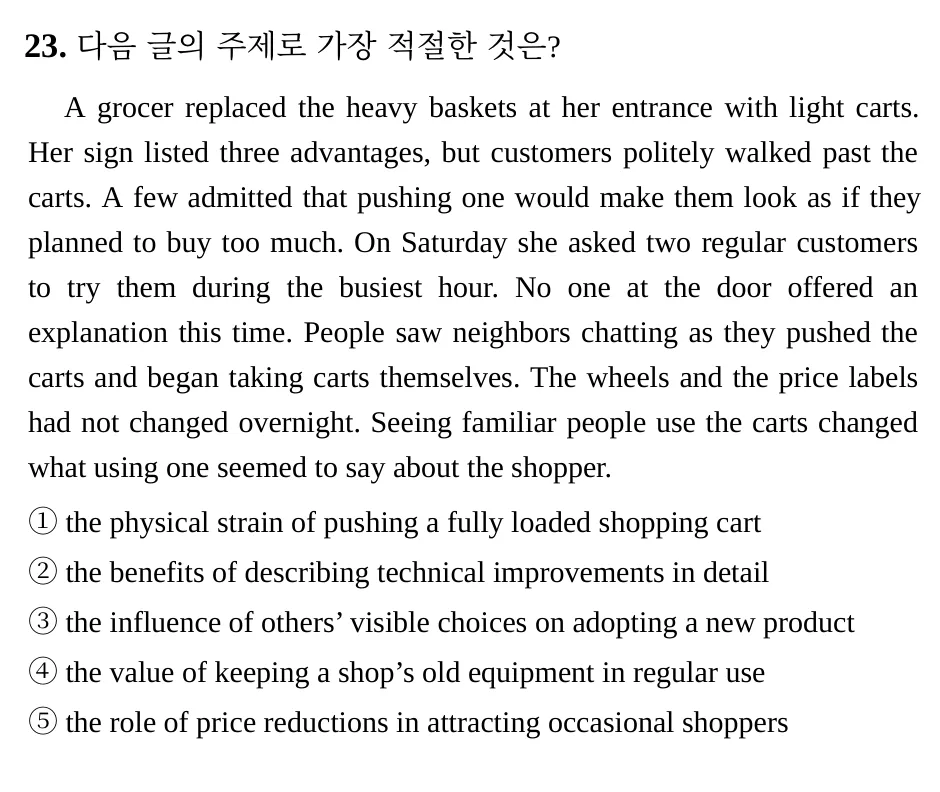 23. 다음 글의 주제로 가장 적절한 것은?
A grocer replaced the heavy baskets at her entrance with light carts.
Her sign listed three advantages, but customers politely walked past the
carts. A few admitted that pushing one would make them look as if they
planned to buy too much. On Saturday she asked two regular customers
to try them during the busiest hour. No one at the door offered an
explanation this time. People saw neighbors chatting as they pushed the
carts and began taking carts themselves. The wheels and the price labels
had not changed overnight. Seeing familiar people use the carts changed
what using one seemed to say about the shopper.
① the physical strain of pushing a fully loaded shopping cart
② the benefits of describing technical improvements in detail
③ the influence of others’ visible choices on adopting a new product
④ the value of keeping a shop’s old equipment in regular use
⑤ the role of price reductions in attracting occasional shoppers